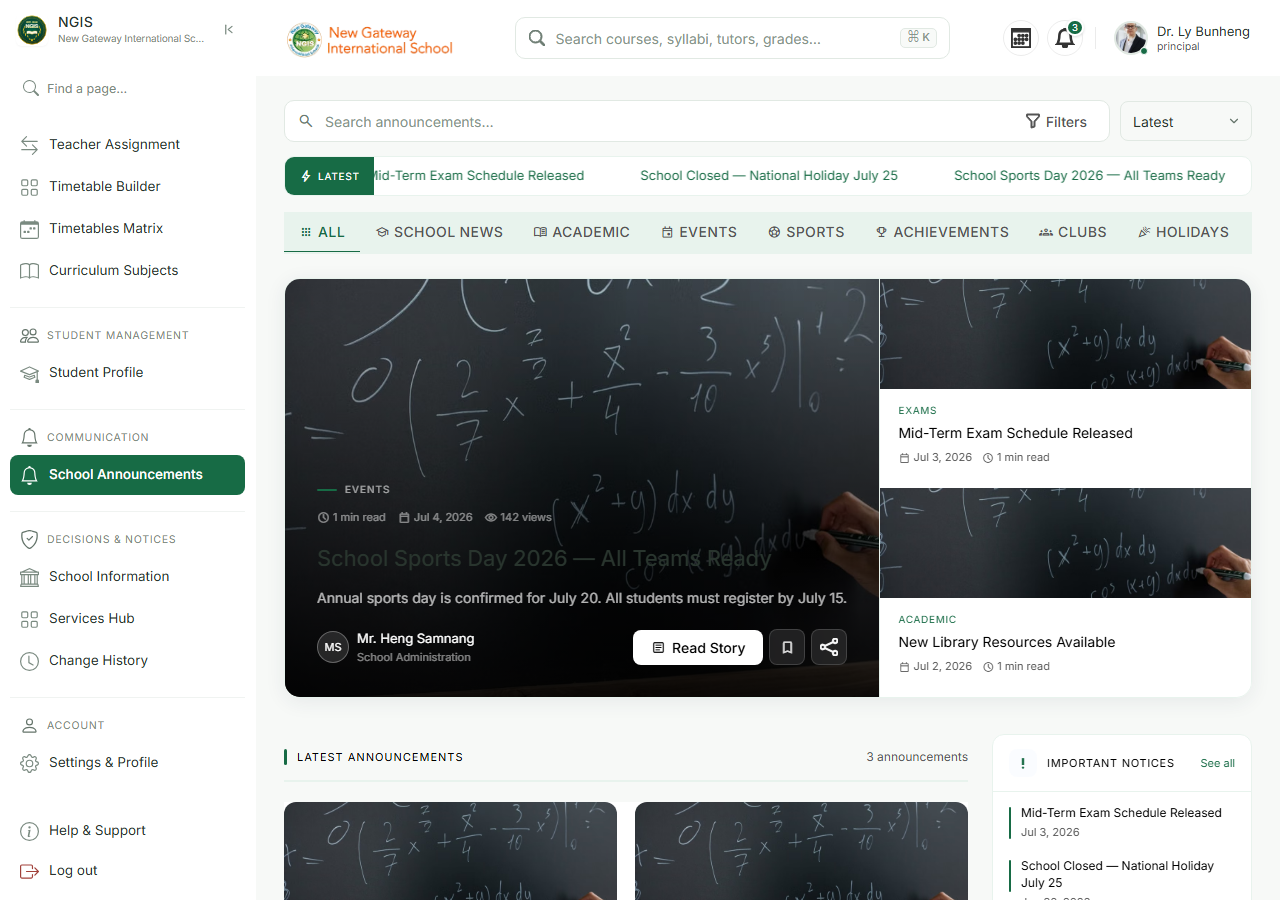 NGIS
New Gateway International Sc...
Find a page...
Teacher Assignment
Timetable Builder
Timetables Matrix
Curriculum Subjects
STUDENT MANAGEMENT
Student Profile
COMMUNICATION
School Announcements
DECISIONS & NOTICES
School Information
Services Hub
Change History
ACCOUNT
Settings & Profile
Help & Support
Log out
New Gateway
International School
Search courses, syllabi, tutors, grades...
⌘ K
3
Dr. Ly Bunheng
principal
Search announcements...
Filters
Latest
LATEST
Mid-Term Exam Schedule Released
School Closed — National Holiday July 25
School Sports Day 2026 — All Teams Ready
ALL
SCHOOL NEWS
ACADEMIC
EVENTS
SPORTS
ACHIEVEMENTS
CLUBS
HOLIDAYS
EVENTS
1 min read
Jul 4, 2026
142 views
School Sports Day 2026 — All Teams Ready
Annual sports day is confirmed for July 20. All students must register by July 15.
MS
Mr. Heng Samnang
School Administration
Read Story
EXAMS
Mid-Term Exam Schedule Released
Jul 3, 2026
1 min read
ACADEMIC
New Library Resources Available
Jul 2, 2026
1 min read
LATEST ANNOUNCEMENTS
3 announcements
! IMPORTANT NOTICES
See all
Mid-Term Exam Schedule Released
Jul 3, 2026
School Closed — National Holiday
July 25